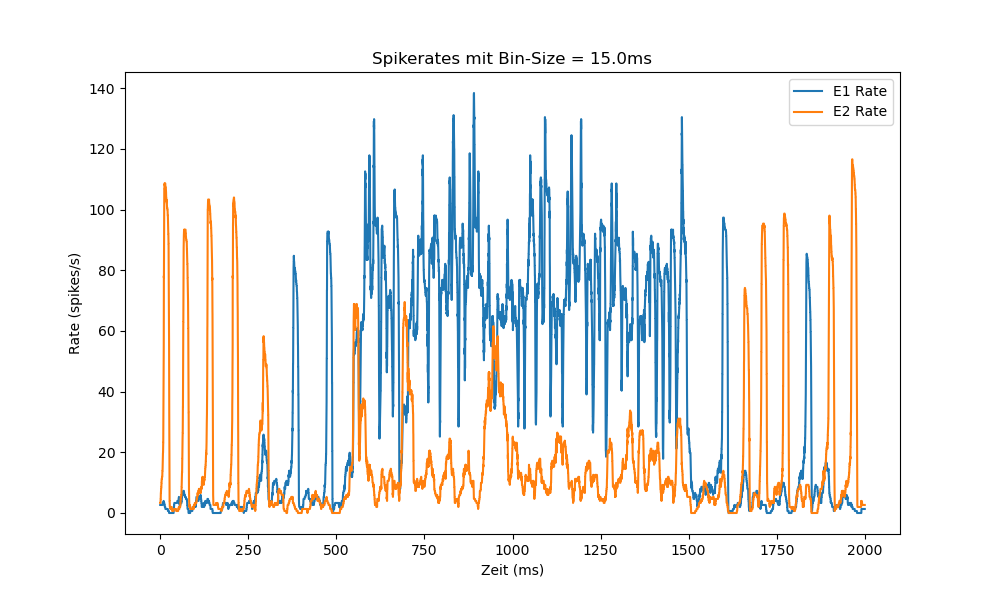 Spikerates mit Bin-Size = 15.0ms
E1 Rate
E2 Rate
Rate (spikes/s)
140
120
100
80
60
40
20
0
0 250 500 750 1000 1250 1500 1750 2000
Zeit (ms)